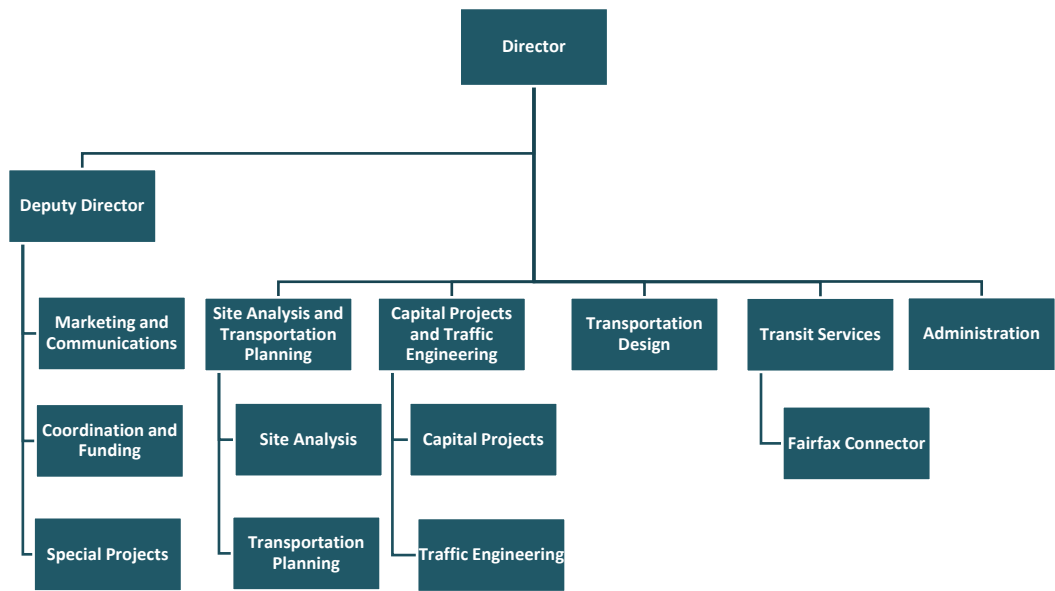 Director
Deputy Director
Marketing and
Communications
Coordination and
Funding
Special Projects
Site Analysis and
Transportation
Planning
Site Analysis
Transportation
Planning
Capital Projects
and Traffic
Engineering
Capital Projects
Traffic Engineering
Transportation
Design
Transit Services
Fairfax Connector
Administration